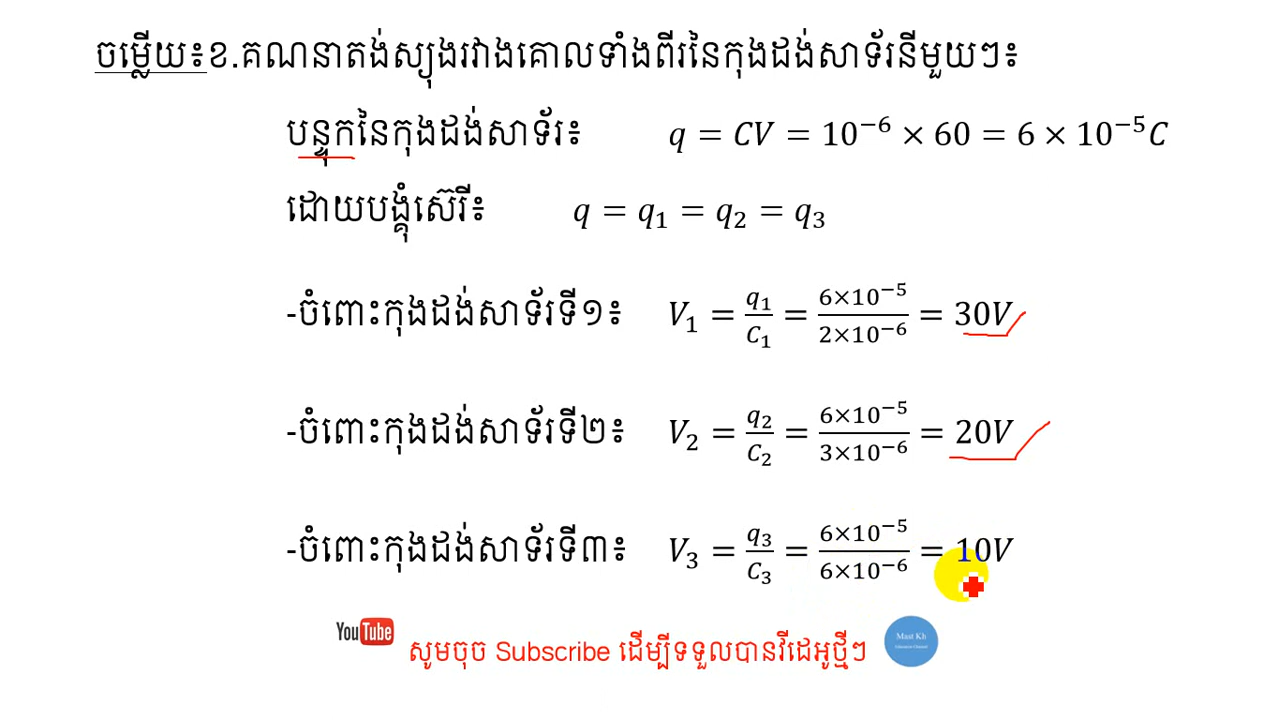 ចម្លើយ៖ខ.គណនាតង់ស្យុងរវាងគោលទាំងពីរនៃកុងដង់សាទ័រនីមួយៗ៖
បន្ទុកនៃកុងដង់សាទ័រ៖ q = CV = 10⁻⁶ × 60 = 6 × 10⁻⁵C
ដោយបង្គុំស៊េរី៖ q = q₁ = q₂ = q₃
-ចំពោះកុងដង់សាទ័រទី១៖ V₁ = q₁/C₁ = 6×10⁻⁵/2×10⁻⁶ = 30V
-ចំពោះកុងដង់សាទ័រទី២៖ V₂ = q₂/C₂ = 6×10⁻⁵/3×10⁻⁶ = 20V
-ចំពោះកុងដង់សាទ័រទី៣៖ V₃ = q₃/C₃ = 6×10⁻⁵/6×10⁻⁶ = 10V
YouTube
សូមចុច Subscribe ដើម្បីទទួលបានវីដេអូថ្មីៗ
Mast Kh
Education Channel